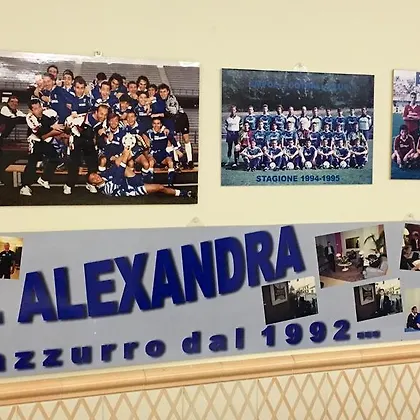 STAGIONE 1994-1995
L ALEXANDRA
azzurro dal 1992...